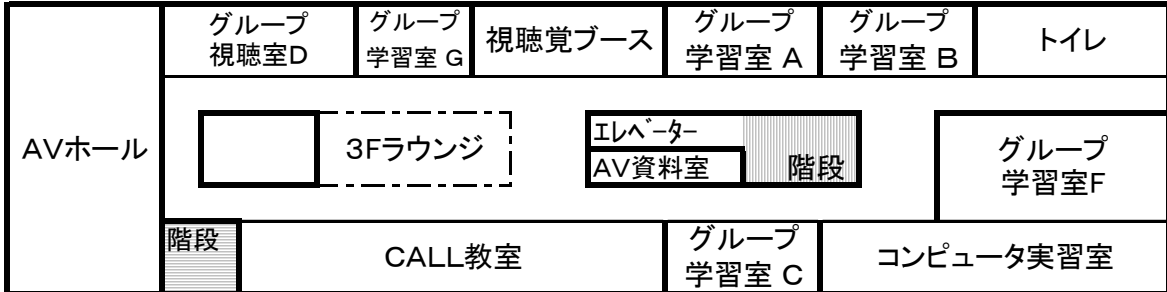 グループ
視聴室D
グループ
学習室 G
視聴覚ブース
グループ
学習室 A
グループ
学習室 B
トイレ
AVホール
3Fラウンジ
エレベーター
AV資料室
階段
グループ
学習室F
階段
CALL教室
グループ
学習室 C
コンピュータ実習室